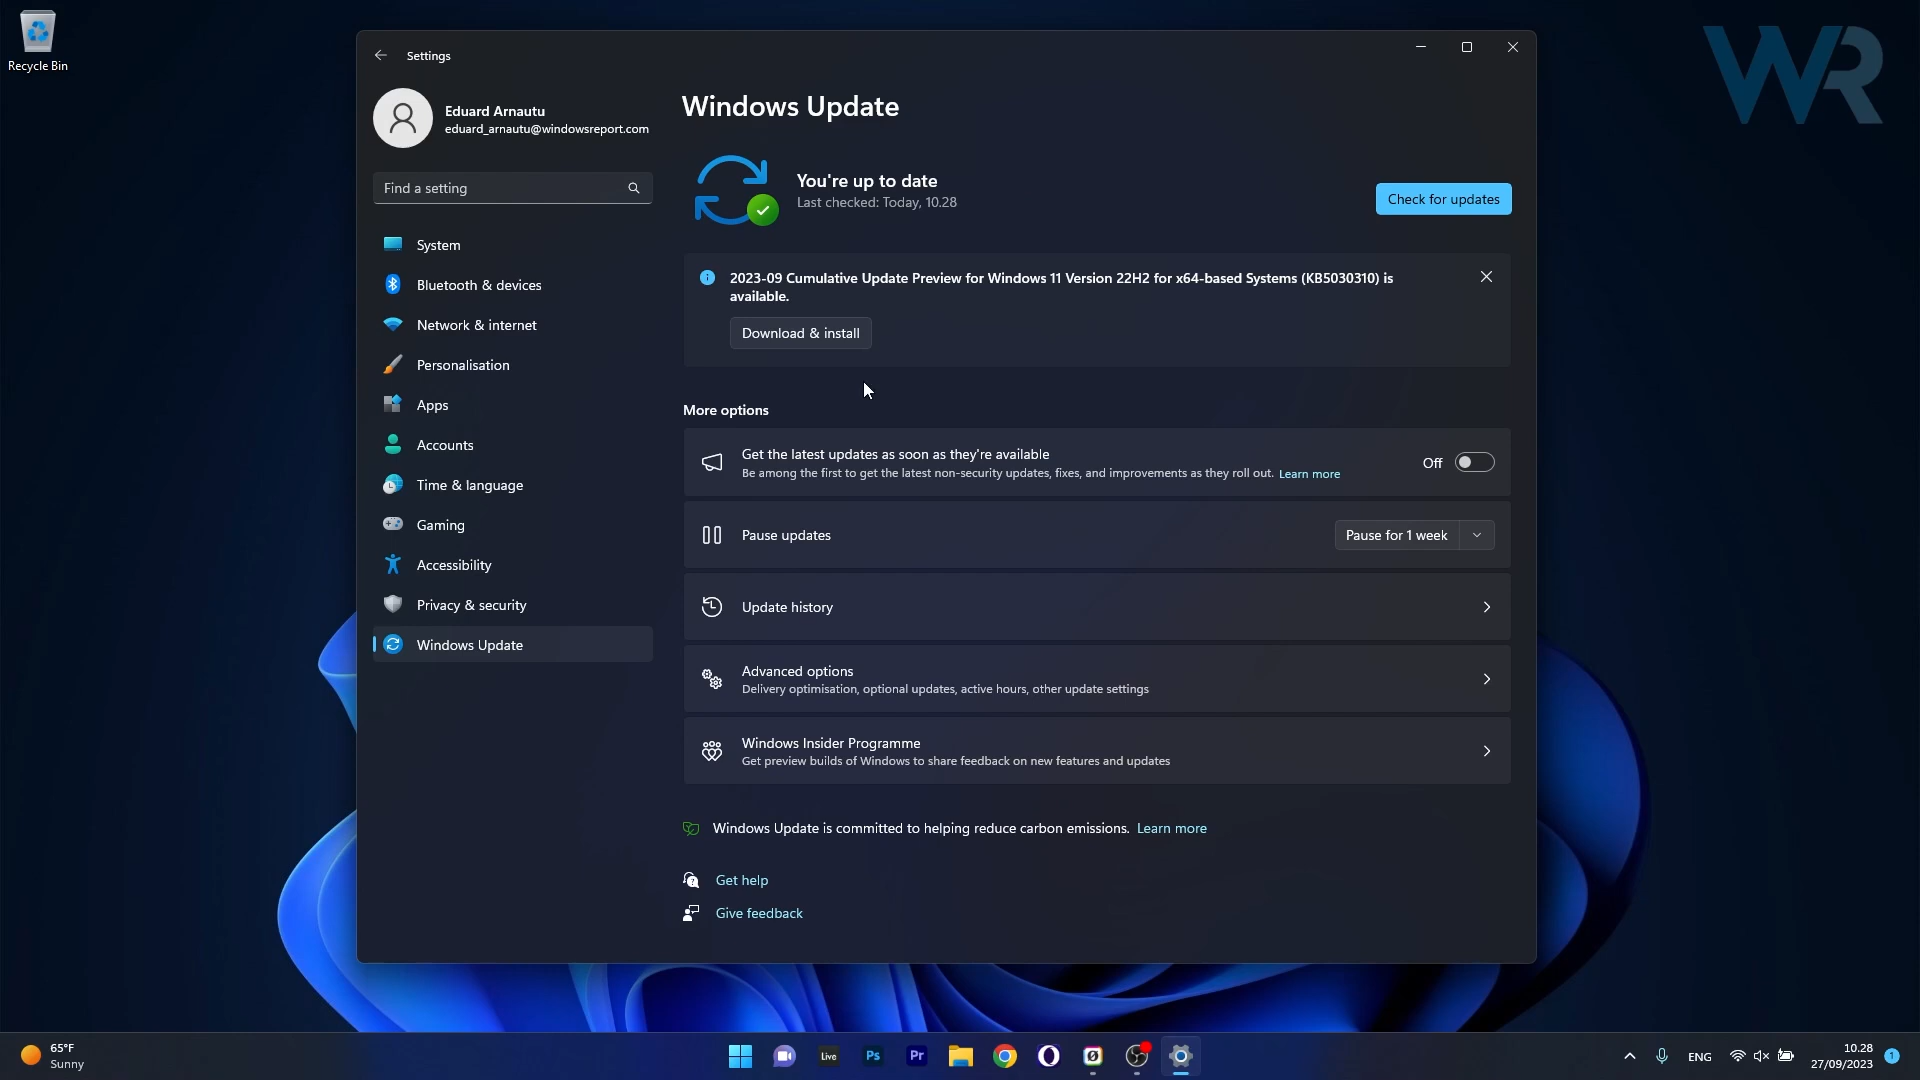 Recycle Bin
WR
Settings
Eduard Arnautu
eduard_arnautu@windowsreport.com
Find a setting
System
Bluetooth & devices
Network & internet
Personalisation
Apps
Accounts
Time & language
Gaming
Accessibility
Privacy & security
Windows Update
Windows Update
You're up to date
Last checked: Today, 10.28
Check for updates
2023-09 Cumulative Update Preview for Windows 11 Version 22H2 for x64-based Systems (KB5030310) is
available.
Download & install
More options
Get the latest updates as soon as they're available
Be among the first to get the latest non-security updates, fixes, and improvements as they roll out. Learn more
Off
Pause updates
Pause for 1 week
Update history
Advanced options
Delivery optimisation, optional updates, active hours, other update settings
Windows Insider Programme
Get preview builds of Windows to share feedback on new features and updates
Windows Update is committed to helping reduce carbon emissions. Learn more
Get help
Give feedback
65°F
Sunny
Live
Ps
Pr
ENG
10.28
27/09/2023
1